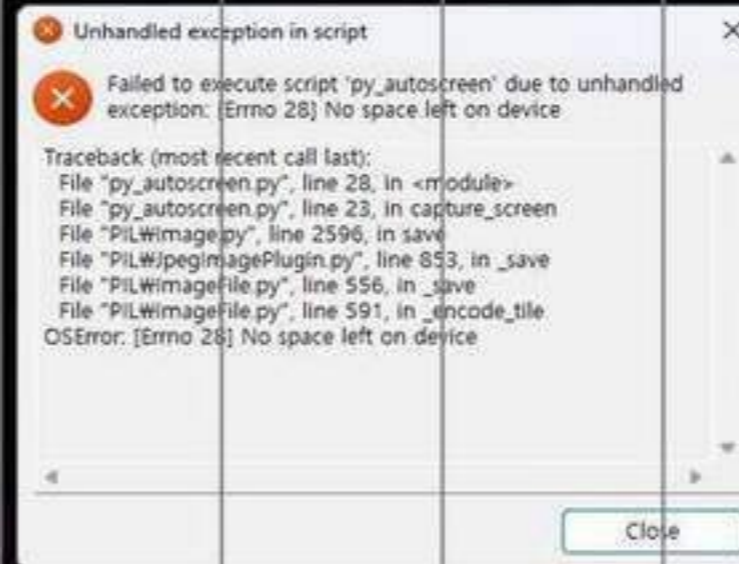 Unhandled exception in script
Failed to execute script 'py_autoscreen' due to unhandled
exception: [Errno 28] No space left on device
Traceback (most recent call last):
File "py_autoscreen.py", line 28, in <module>
File "py_autoscreen.py", line 23, in capture_screen
File "PIL₩Image.py", line 2596, in save
File "PIL₩JpegImagePlugin.py", line 853, in _save
File "PIL₩ImageFile.py", line 556, in _save
File "PIL₩ImageFile.py", line 591, in _encode_tile
OSError: [Errno 28] No space left on device
Close